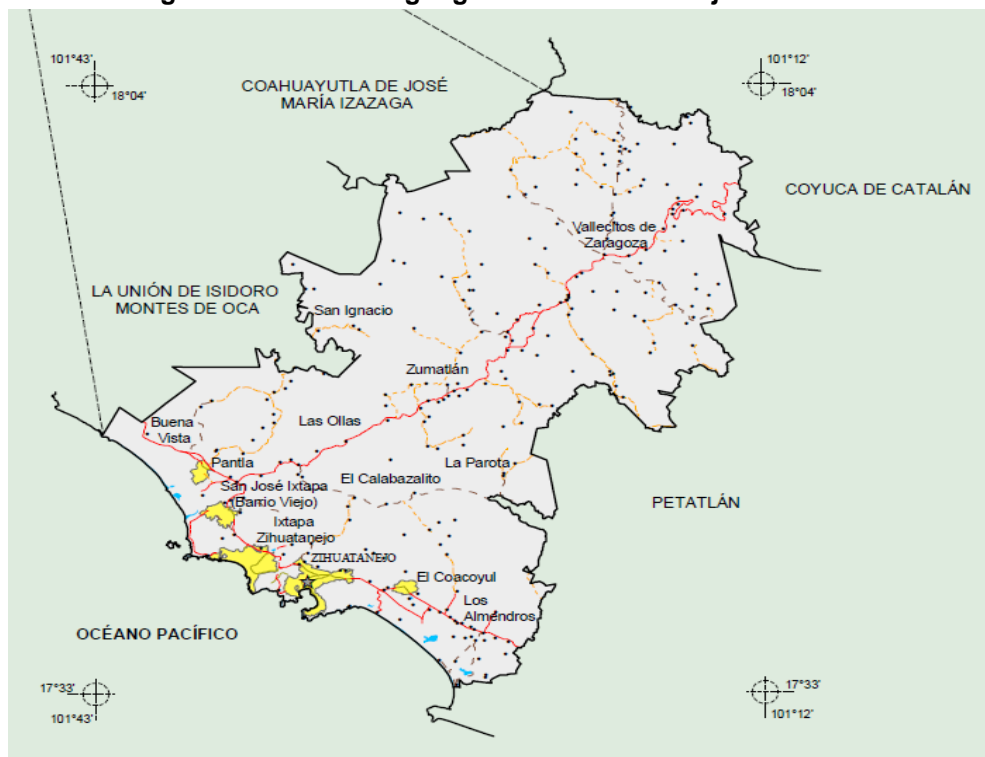 101°43'
18°04'
COAHUAYUTLA DE JOSÉ
MARÍA IZAZAGA
101°12'
18°04'
COYUCA DE CATALÁN
Vallecitos de
Zaragoza
LA UNIÓN DE ISIDORO
MONTES DE OCA
San Ignacio
Zumatlán
Buena
Vista
Las Ollas
Pantla
La Parota
El Calabazalito
San José Ixtapa
(Barrio Viejo)
PETATLÁN
Ixtapa
Zihuatanejo
ZIHUATANEJO
El Coacoyul
Los
Almendros
OCÉANO PACÍFICO
17°33'
101°43'
17°33'
101°12'